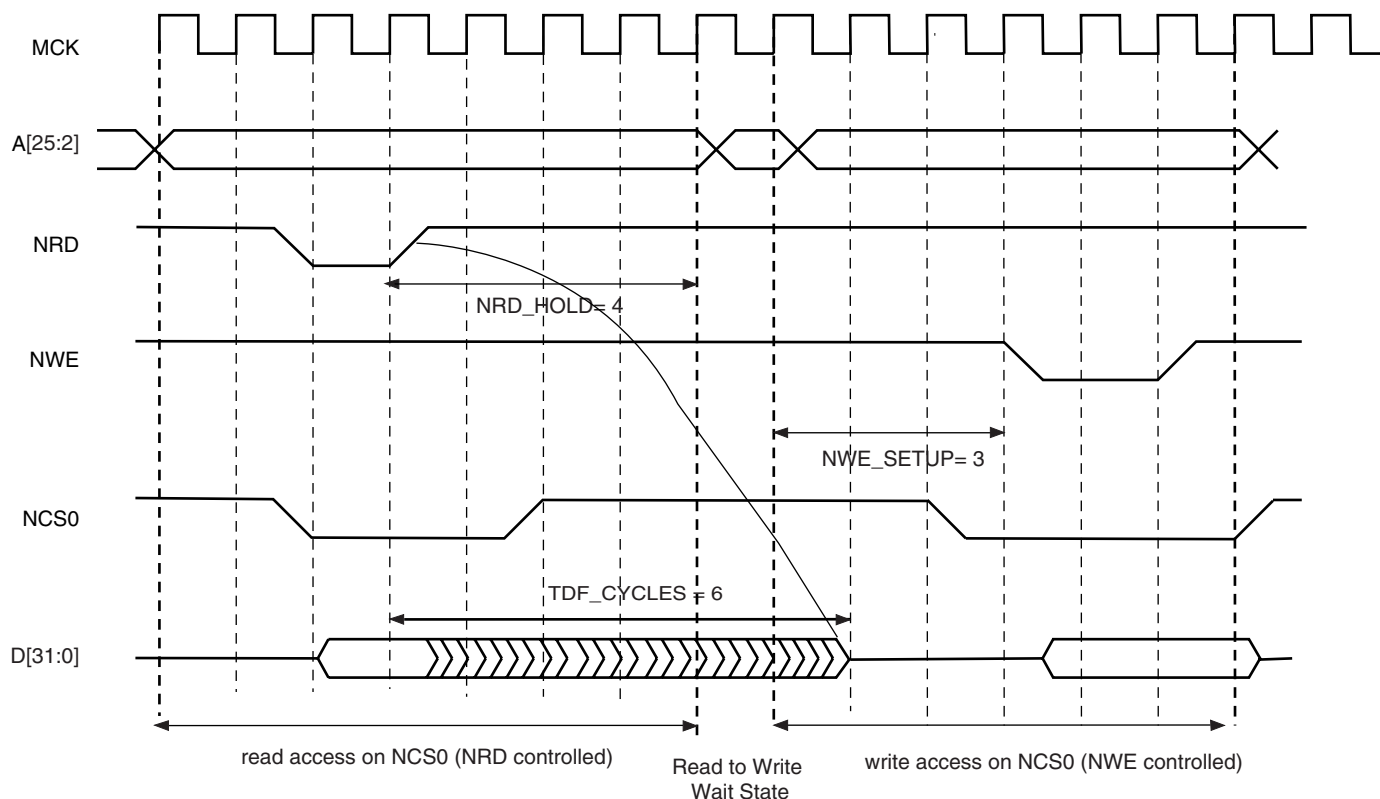 MCK
A[25:2]
NRD
NRD_HOLD= 4
NWE
NWE_SETUP= 3
NCS0
TDF_CYCLES = 6
D[31:0]
read access on NCS0 (NRD controlled)
Read to Write
Wait State
write access on NCS0 (NWE controlled)